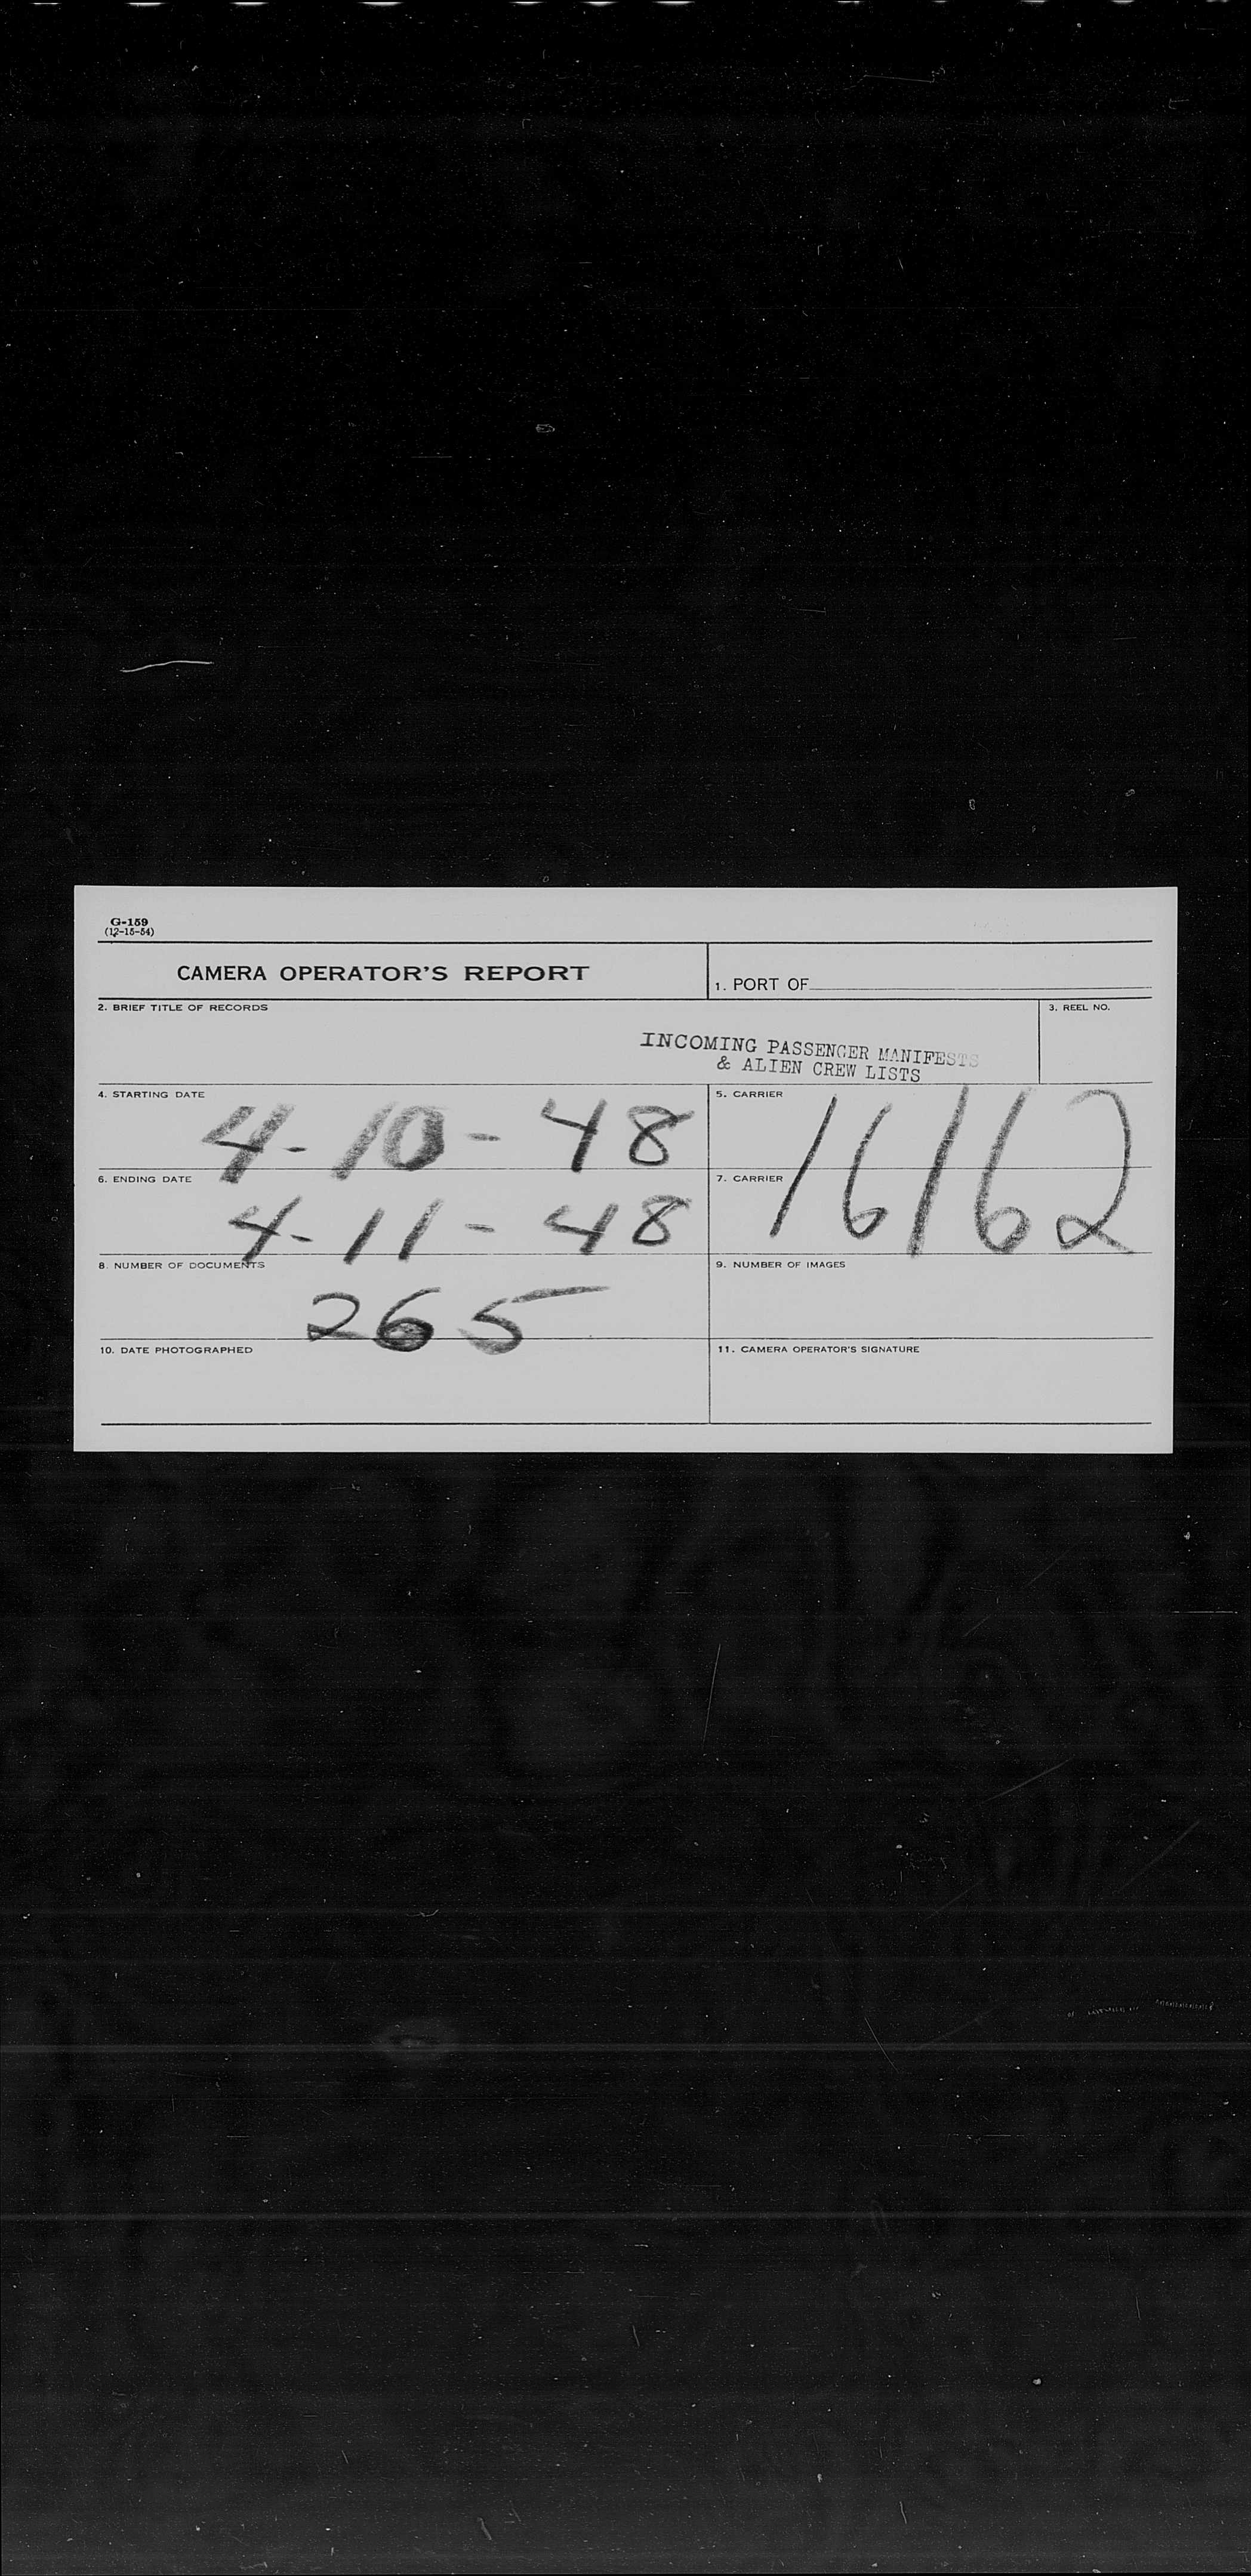 G-159
(12-15-54)
CAMERA OPERATOR'S REPORT
1. PORT OF
2. BRIEF TITLE OF RECORDS
3. REEL NO.
INCOMING PASSENGER MANIFESTS
& ALIEN CREW LISTS
4. STARTING DATE
4-10-48
5. CARRIER
16162
6. ENDING DATE
4-11-48
7. CARRIER
8. NUMBER OF DOCUMENTS
265
9. NUMBER OF IMAGES
10. DATE PHOTOGRAPHED
11. CAMERA OPERATOR'S SIGNATURE